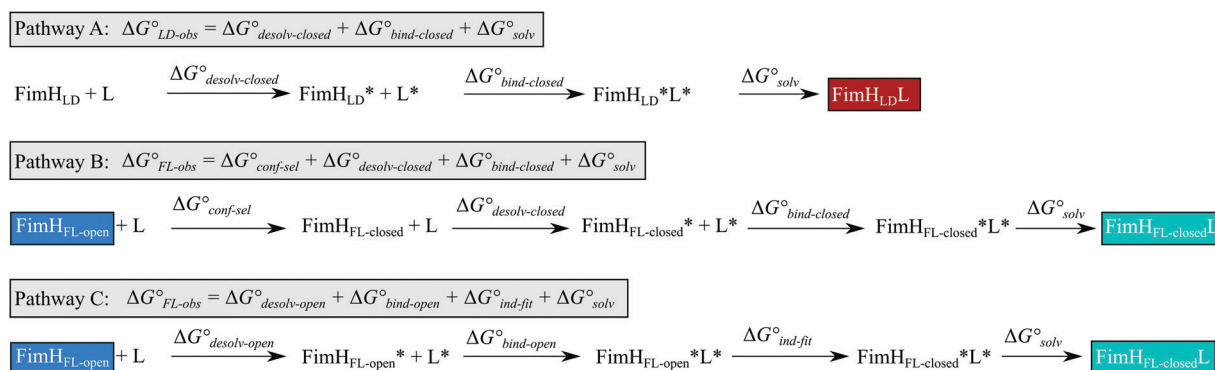 Pathway A: ΔG°LD-obs = ΔG°desolv-closed + ΔG°bind-closed + ΔG°solv
ΔG°desolv-closed ΔG°bind-closed ΔG°solv
FimHLD + L FimHLD* + L* FimHLD*L* FimHLDL
Pathway B: ΔG°FL-obs = ΔG°conf-sel + ΔG°desolv-closed + ΔG°bind-closed + ΔG°solv
ΔG°conf-sel ΔG°desolv-closed ΔG°bind-closed ΔG°solv
FimHFL-open + L FimHFL-closed + L FimHFL-closed* + L* FimHFL-closed*L* FimHFL-closedL
Pathway C: ΔG°FL-obs = ΔG°desolv-open + ΔG°bind-open + ΔG°ind-fit + ΔG°solv
ΔG°desolv-open ΔG°bind-open ΔG°ind-fit ΔG°solv
FimHFL-open + L FimHFL-open* + L* FimHFL-open*L* FimHFL-closed*L* FimHFL-closedL